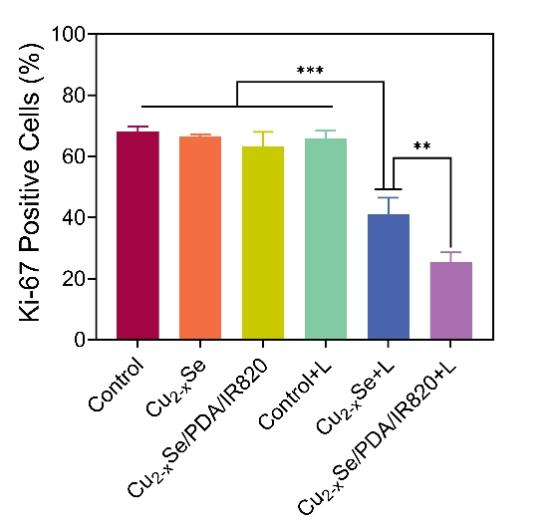 Ki-67 Positive Cells (%)
100
80
60
40
20
0
***
**
Control
Cu₂₋ₓSe
Cu₂₋ₓSe/PDA/IR820
Control+L
Cu₂₋ₓSe+L
Cu₂₋ₓSe/PDA/IR820+L